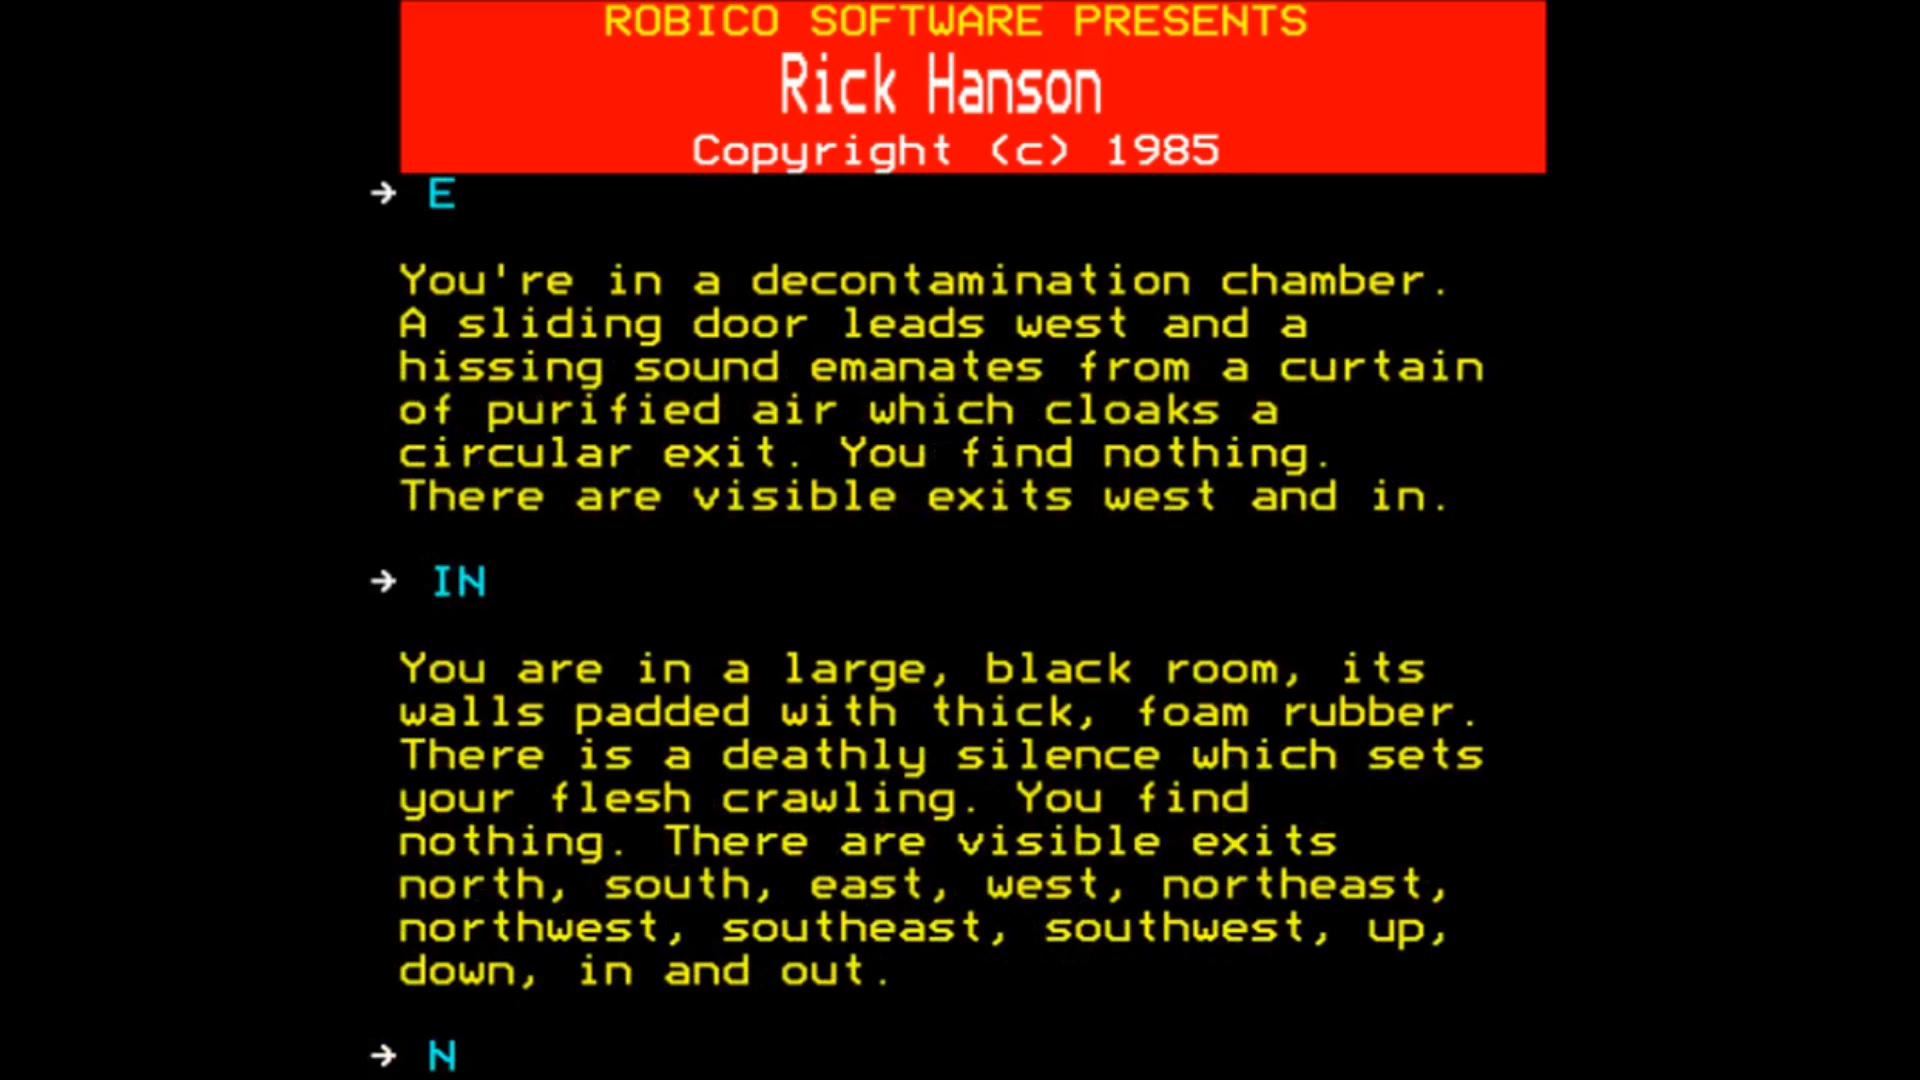 ROBICO SOFTWARE PRESENTS
Rick Hanson
Copyright (c) 1985
→ E
You're in a decontamination chamber.
A sliding door leads west and a
hissing sound emanates from a curtain
of purified air which cloaks a
circular exit. You find nothing.
There are visible exits west and in.
→ IN
You are in a large, black room, its
walls padded with thick, foam rubber.
There is a deathly silence which sets
your flesh crawling. You find
nothing. There are visible exits
north, south, east, west, northeast,
northwest, southeast, southwest, up,
down, in and out.
→ N